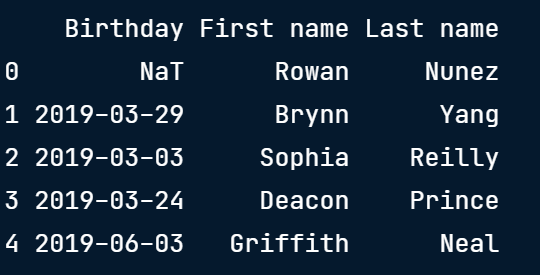 Birthday First name Last name
0 NaT Rowan Nunez
1 2019-03-29 Brynn Yang
2 2019-03-03 Sophia Reilly
3 2019-03-24 Deacon Prince
4 2019-06-03 Griffith Neal